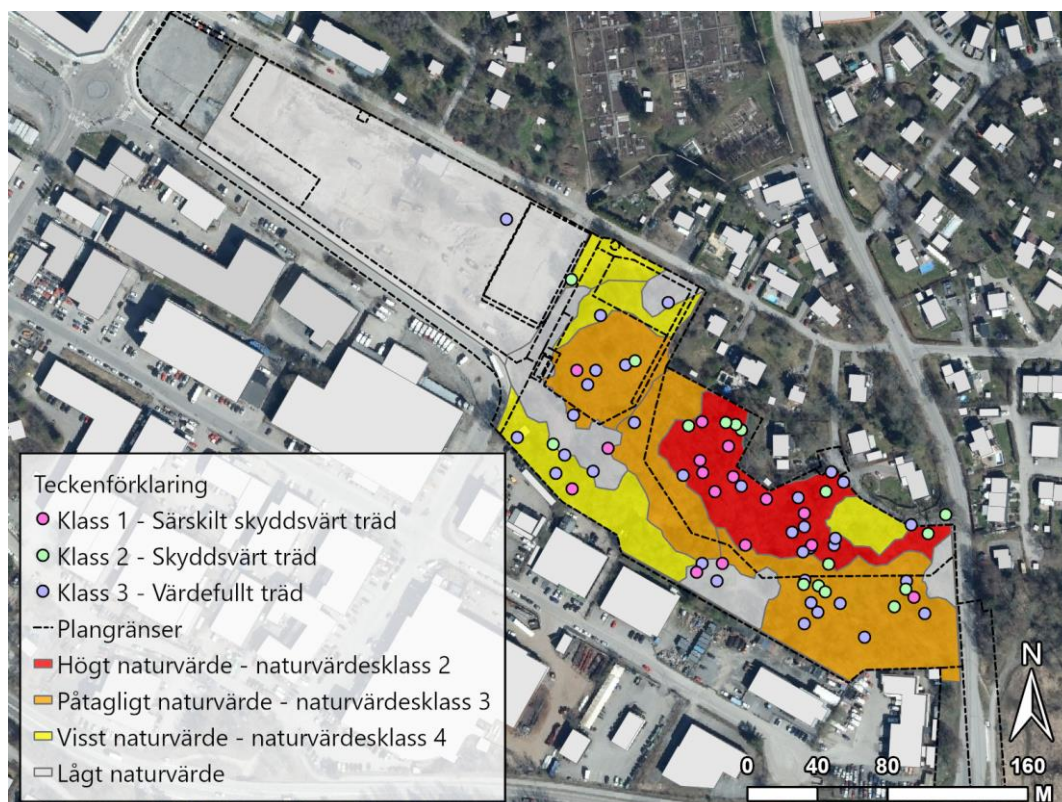 Teckenförklaring
Klass 1 - Särskilt skyddsvärt träd
Klass 2 - Skyddsvärt träd
Klass 3 - Värdefullt träd
Plangränser
Högt naturvärde - naturvärdesklass 2
Påtagligt naturvärde - naturvärdesklass 3
Visst naturvärde - naturvärdesklass 4
Lågt naturvärde
N
0 40 80 160
M